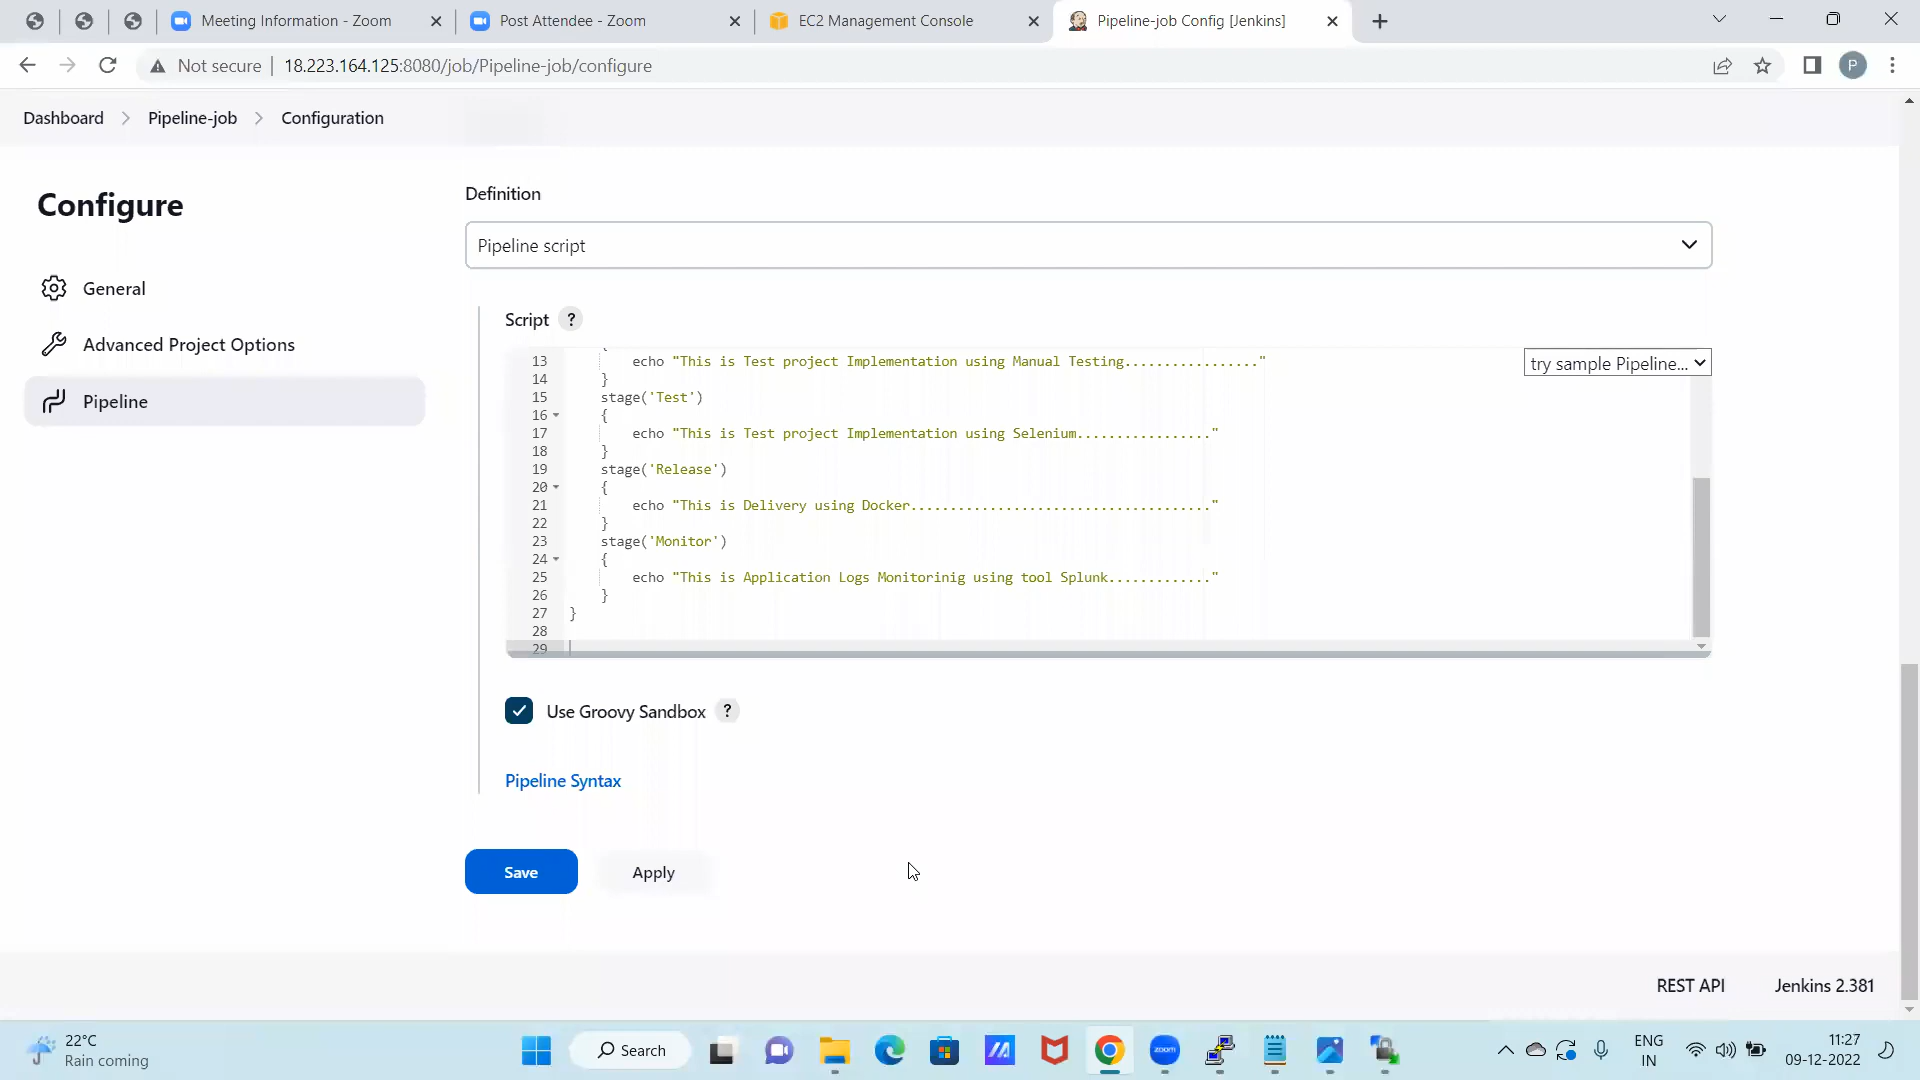 Meeting Information - Zoom
Post Attendee - Zoom
EC2 Management Console
Pipeline-job Config [Jenkins]
Not secure
18.223.164.125:8080/job/Pipeline-job/configure
P
Dashboard > Pipeline-job > Configuration
Configure
General
Advanced Project Options
Pipeline
Definition
Pipeline script
Script ?
try sample Pipeline...
13 echo "This is Test project Implementation using Manual Testing................."
14 }
15 stage('Test')
16 {
17 echo "This is Test project Implementation using Selenium................."
18 }
19 stage('Release')
20 {
21 echo "This is Delivery using Docker......................................"
22 }
23 stage('Monitor')
24 {
25 echo "This is Application Logs Monitorinig using tool Splunk............."
26 }
27 }
28
29
Use Groovy Sandbox ?
Pipeline Syntax
Save
Apply
REST API
Jenkins 2.381
22°C
Rain coming
Search
zoom
ENG
IN
11:27
09-12-2022